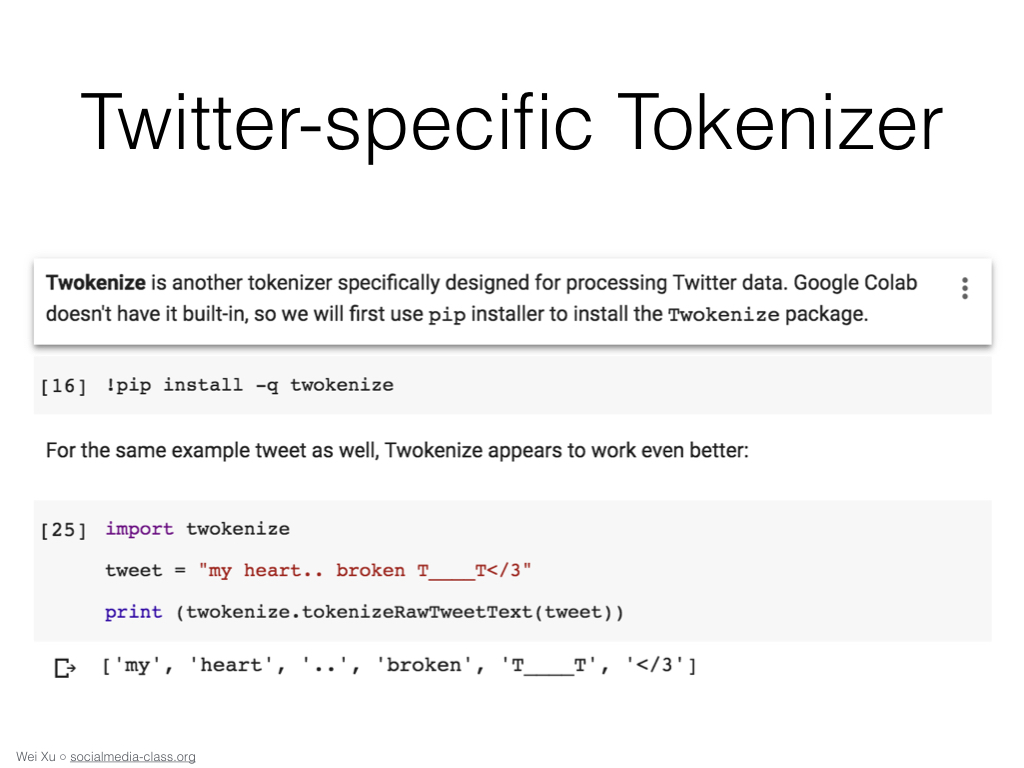 Twitter-specific Tokenizer
Twokenize is another tokenizer specifically designed for processing Twitter data. Google Colab
doesn't have it built-in, so we will first use pip installer to install the Twokenize package.
[16] !pip install -q twokenize
For the same example tweet as well, Twokenize appears to work even better:
[25] import twokenize
tweet = "my heart.. broken T____T</3"
print (twokenize.tokenizeRawTweetText(tweet))
['my', 'heart', '..', 'broken', 'T____T', '</3']
Wei Xu ○ socialmedia-class.org